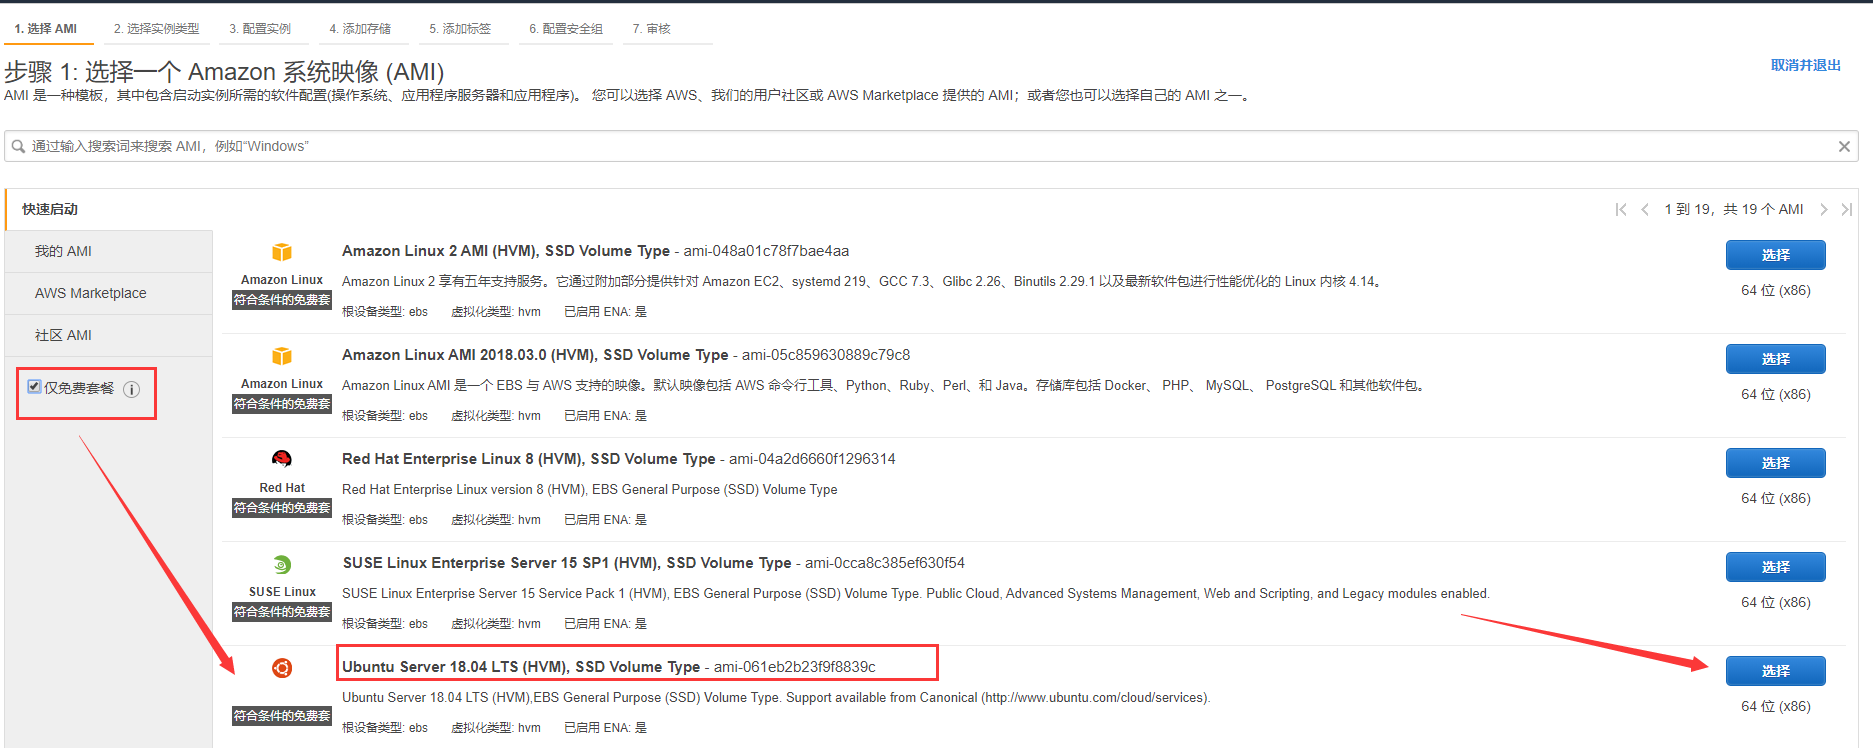 1. 选择 AMI
2. 选择实例类型
3. 配置实例
4. 添加存储
5. 添加标签
6. 配置安全组
7. 审核
步骤 1: 选择一个 Amazon 系统映像 (AMI)
取消并退出
AMI 是一种模板，其中包含启动实例所需的软件配置(操作系统、应用程序服务器和应用程序)。 您可以选择 AWS、我们的用户社区或 AWS Marketplace 提供的 AMI；或者您也可以选择自己的 AMI 之一。
通过输入搜索词来搜索 AMI，例如“Windows”
快速启动
1 到 19，共 19 个 AMI
我的 AMI
AWS Marketplace
社区 AMI
仅免费套餐
Amazon Linux
符合条件的免费套
Amazon Linux 2 AMI (HVM), SSD Volume Type - ami-048a01c78f7bae4aa
Amazon Linux 2 享有五年支持服务。它通过附加部分提供针对 Amazon EC2、systemd 219、GCC 7.3、Glibc 2.26、Binutils 2.29.1 以及最新软件包进行性能优化的 Linux 内核 4.14。
根设备类型: ebs 虚拟化类型: hvm 已启用 ENA: 是
选择
64 位 (x86)
Amazon Linux
符合条件的免费套
Amazon Linux AMI 2018.03.0 (HVM), SSD Volume Type - ami-05c859630889c79c8
Amazon Linux AMI 是一个 EBS 与 AWS 支持的映像。默认映像包括 AWS 命令行工具、Python、Ruby、Perl、和 Java。存储库包括 Docker、 PHP、 MySQL、 PostgreSQL 和其他软件包。
根设备类型: ebs 虚拟化类型: hvm 已启用 ENA: 是
选择
64 位 (x86)
Red Hat
符合条件的免费套
Red Hat Enterprise Linux 8 (HVM), SSD Volume Type - ami-04a2d6660f1296314
Red Hat Enterprise Linux version 8 (HVM), EBS General Purpose (SSD) Volume Type
根设备类型: ebs 虚拟化类型: hvm 已启用 ENA: 是
选择
64 位 (x86)
SUSE Linux
符合条件的免费套
SUSE Linux Enterprise Server 15 SP1 (HVM), SSD Volume Type - ami-0cca8c385ef630f54
SUSE Linux Enterprise Server 15 Service Pack 1 (HVM), EBS General Purpose (SSD) Volume Type. Public Cloud, Advanced Systems Management, Web and Scripting, and Legacy modules enabled.
根设备类型: ebs 虚拟化类型: hvm 已启用 ENA: 是
选择
64 位 (x86)
符合条件的免费套
Ubuntu Server 18.04 LTS (HVM), SSD Volume Type - ami-061eb2b23f9f8839c
Ubuntu Server 18.04 LTS (HVM),EBS General Purpose (SSD) Volume Type. Support available from Canonical (http://www.ubuntu.com/cloud/services).
根设备类型: ebs 虚拟化类型: hvm 已启用 ENA: 是
选择
64 位 (x86)